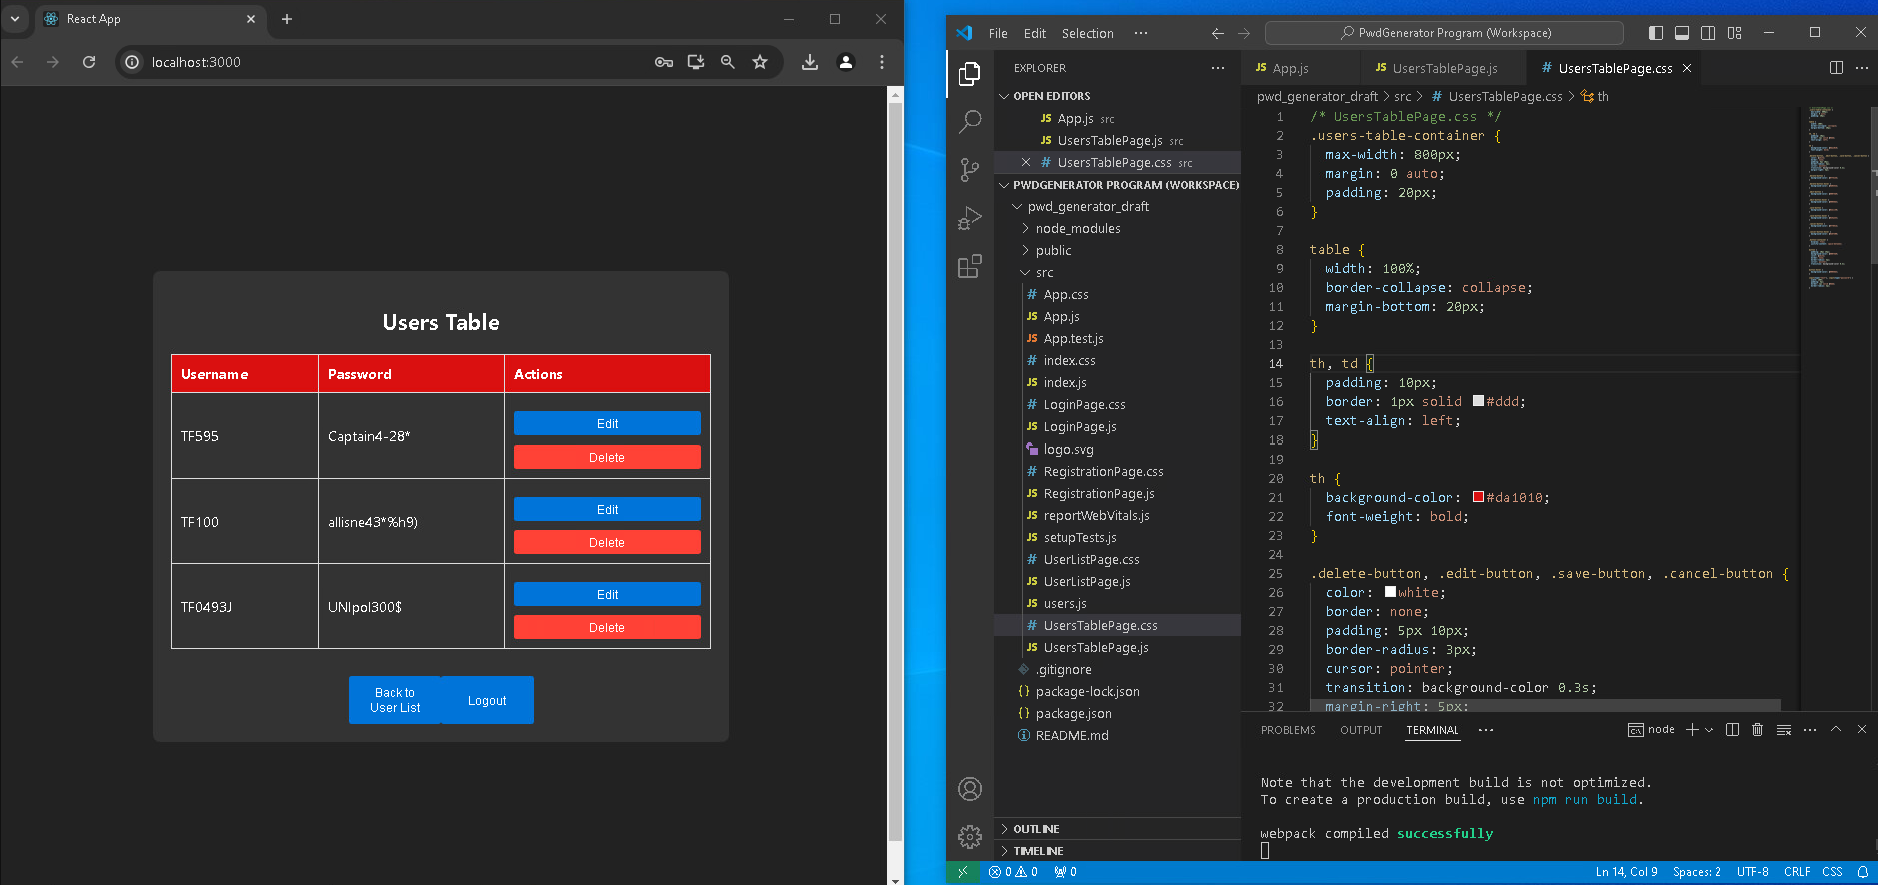 React App
localhost:3000
Users Table
Username Password Actions
TF595 Captain4-28* Edit
Delete
TF100 allisne43*%h9) Edit
Delete
TF0493J UNIpol300$ Edit
Delete
Back to
User List
Logout
File Edit Selection ···
PwdGenerator Program (Workspace)
EXPLORER ···
OPEN EDITORS
JS App.js src
JS UsersTablePage.js src
# UsersTablePage.css src
PWDGENERATOR PROGRAM (WORKSPACE)
pwd_generator_draft
node_modules
public
src
# App.css
JS App.js
JS App.test.js
# index.css
JS index.js
# LoginPage.css
JS LoginPage.js
logo.svg
# RegistrationPage.css
JS RegistrationPage.js
JS reportWebVitals.js
JS setupTests.js
# UserListPage.css
JS UserListPage.js
JS users.js
# UsersTablePage.css
JS UsersTablePage.js
.gitignore
{} package-lock.json
{} package.json
README.md
OUTLINE
TIMELINE
JS App.js JS UsersTablePage.js # UsersTablePage.css
pwd_generator_draft > src > # UsersTablePage.css > th
1 /* UsersTablePage.css */
2 .users-table-container {
3 max-width: 800px;
4 margin: 0 auto;
5 padding: 20px;
6 }
7
8 table {
9 width: 100%;
10 border-collapse: collapse;
11 margin-bottom: 20px;
12 }
13
14 th, td {
15 padding: 10px;
16 border: 1px solid #ddd;
17 text-align: left;
18 }
19
20 th {
21 background-color: #da1010;
22 font-weight: bold;
23 }
24
25 .delete-button, .edit-button, .save-button, .cancel-button {
26 color: white;
27 border: none;
28 padding: 5px 10px;
29 border-radius: 3px;
30 cursor: pointer;
31 transition: background-color 0.3s;
32 margin-right: 5px;
PROBLEMS OUTPUT TERMINAL ··· node
Note that the development build is not optimized.
To create a production build, use npm run build.
webpack compiled successfully
0 0 0 Ln 14, Col 9 Spaces: 2 UTF-8 CRLF CSS